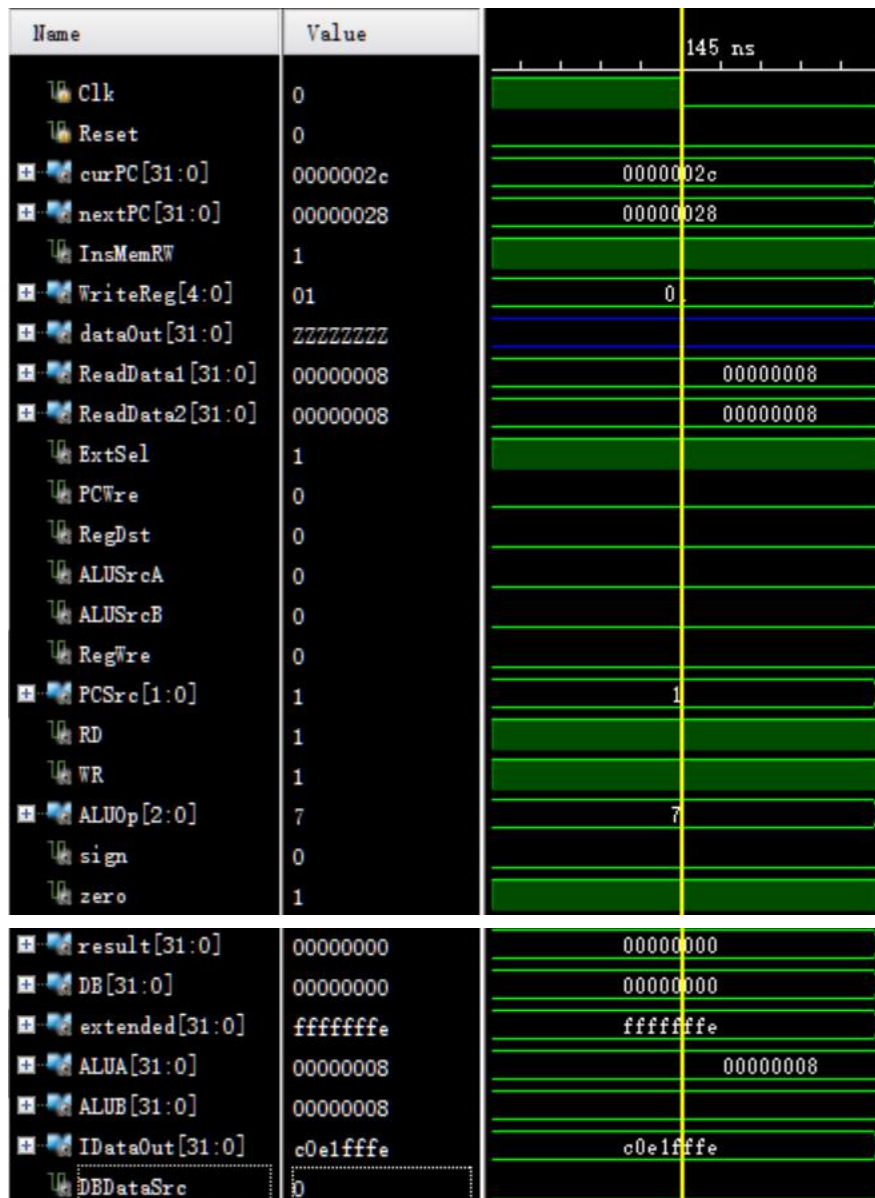 Name Value
145 ns
Clk 0
Reset 0
curPC[31:0] 0000002c 0000002c
nextPC[31:0] 00000028 00000028
InsMemRW 1
WriteReg[4:0] 01 0
dataOut[31:0] ZZZZZZZZ
ReadData1[31:0] 00000008 00000008
ReadData2[31:0] 00000008 00000008
ExtSel 1
PCWre 0
RegDst 0
ALUSrcA 0
ALUSrcB 0
RegWre 0
PCSrc[1:0] 1 1
RD 1
WR 1
ALUOp[2:0] 7 7
sign 0
zero 1
result[31:0] 00000000 00000000
DB[31:0] 00000000 00000000
extended[31:0] fffffffe fffffffe
ALUA[31:0] 00000008 00000008
ALUB[31:0] 00000008
IDataOut[31:0] c0e1fffe c0e1fffe
DBDataSrc 0